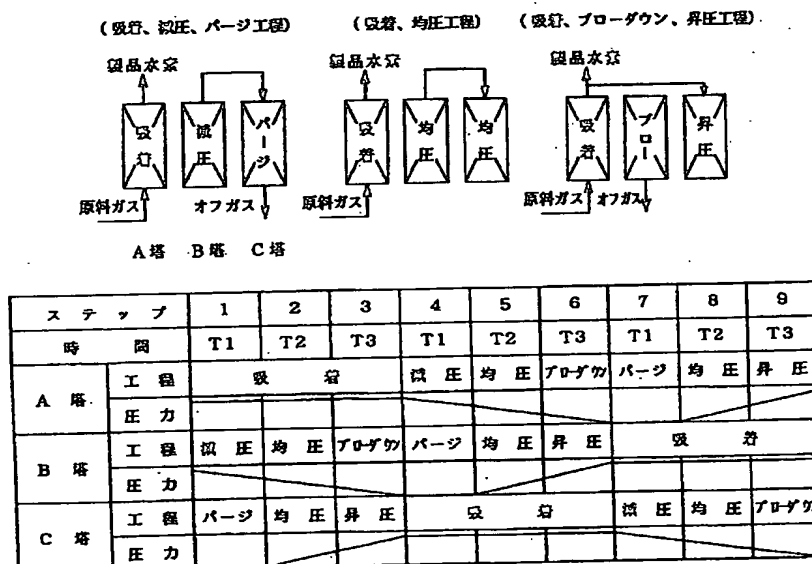 (吸着、減圧、パージ工程) (吸着、均圧工程) (吸着、ブローダウン、昇圧工程)
製品水素 製品水素 製品水素
吸着 減圧 パージ 吸着 均圧 均圧 吸着 ブロー 昇圧
原料ガス オフガス 原料ガス 原料ガス オフガス
A塔 B塔 C塔
ステップ 1 2 3 4 5 6 7 8 9
時間 T1 T2 T3 T1 T2 T3 T1 T2 T3
A塔 工程 吸着 減圧 均圧 ブローダウン パージ 均圧 昇圧
圧力
B塔 工程 減圧 均圧 ブローダウン パージ 均圧 昇圧 吸着
圧力
C塔 工程 パージ 均圧 昇圧 吸着 減圧 均圧 ブローダウン
圧力